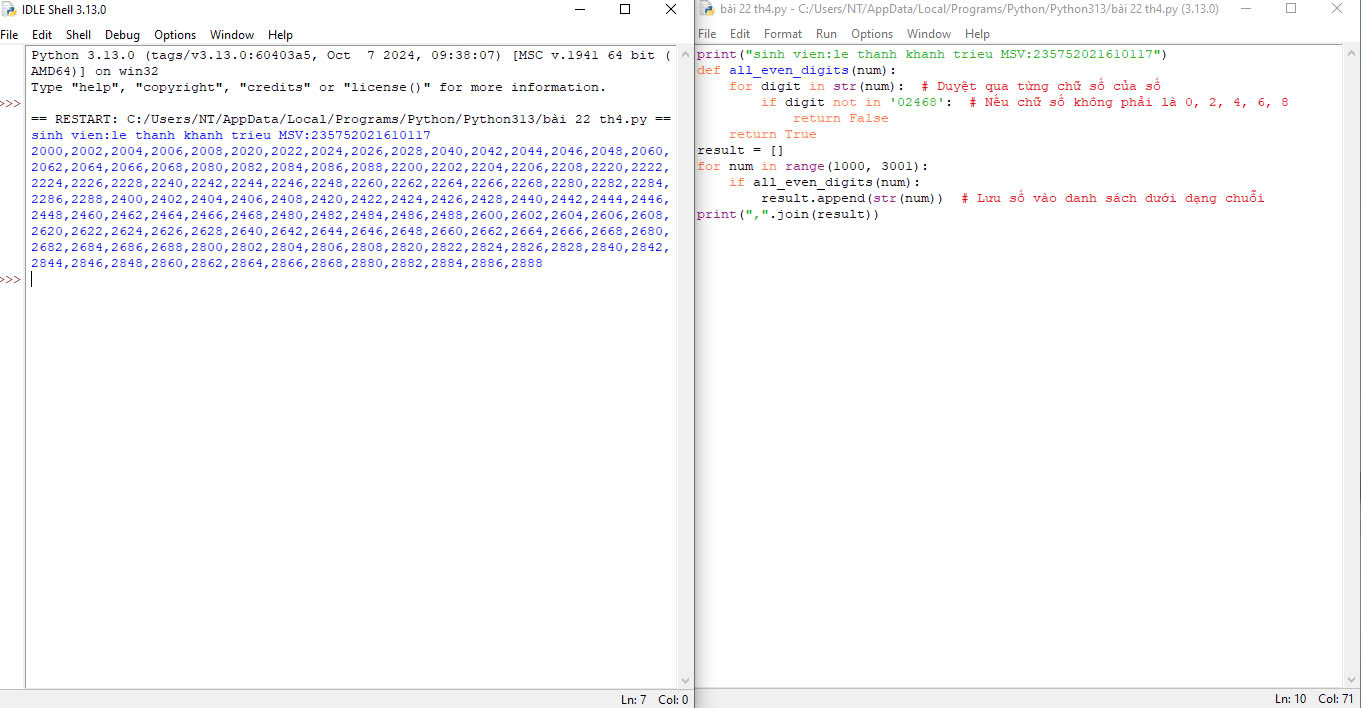 IDLE Shell 3.13.0
File Edit Shell Debug Options Window Help
Python 3.13.0 (tags/v3.13.0:60403a5, Oct  7 2024, 09:38:07) [MSC v.1941 64 bit (
AMD64)] on win32
Type "help", "copyright", "credits" or "license()" for more information.
>>>
== RESTART: C:/Users/NT/AppData/Local/Programs/Python/Python313/bài 22 th4.py ==
sinh vien:le thanh khanh trieu MSV:235752021610117
2000,2002,2004,2006,2008,2020,2022,2024,2026,2028,2040,2042,2044,2046,2048,2060,
2062,2064,2066,2068,2080,2082,2084,2086,2088,2200,2202,2204,2206,2208,2220,2222,
2224,2226,2228,2240,2242,2244,2246,2248,2260,2262,2264,2266,2268,2280,2282,2284,
2286,2288,2400,2402,2404,2406,2408,2420,2422,2424,2426,2428,2440,2442,2444,2446,
2448,2460,2462,2464,2466,2468,2480,2482,2484,2486,2488,2600,2602,2604,2606,2608,
2620,2622,2624,2626,2628,2640,2642,2644,2646,2648,2660,2662,2664,2666,2668,2680,
2682,2684,2686,2688,2800,2802,2804,2806,2808,2820,2822,2824,2826,2828,2840,2842,
2844,2846,2848,2860,2862,2864,2866,2868,2880,2882,2884,2886,2888
>>>
Ln: 7 Col: 0
bài 22 th4.py - C:/Users/NT/AppData/Local/Programs/Python/Python313/bài 22 th4.py (3.13.0)
File Edit Format Run Options Window Help
print("sinh vien:le thanh khanh trieu MSV:235752021610117")
def all_even_digits(num):
    for digit in str(num):  # Duyệt qua từng chữ số của số
        if digit not in '02468':  # Nếu chữ số không phải là 0, 2, 4, 6, 8
            return False
    return True
result = []
for num in range(1000, 3001):
    if all_even_digits(num):
        result.append(str(num))  # Lưu số vào danh sách dưới dạng chuỗi
print(",".join(result))
Ln: 10 Col: 71